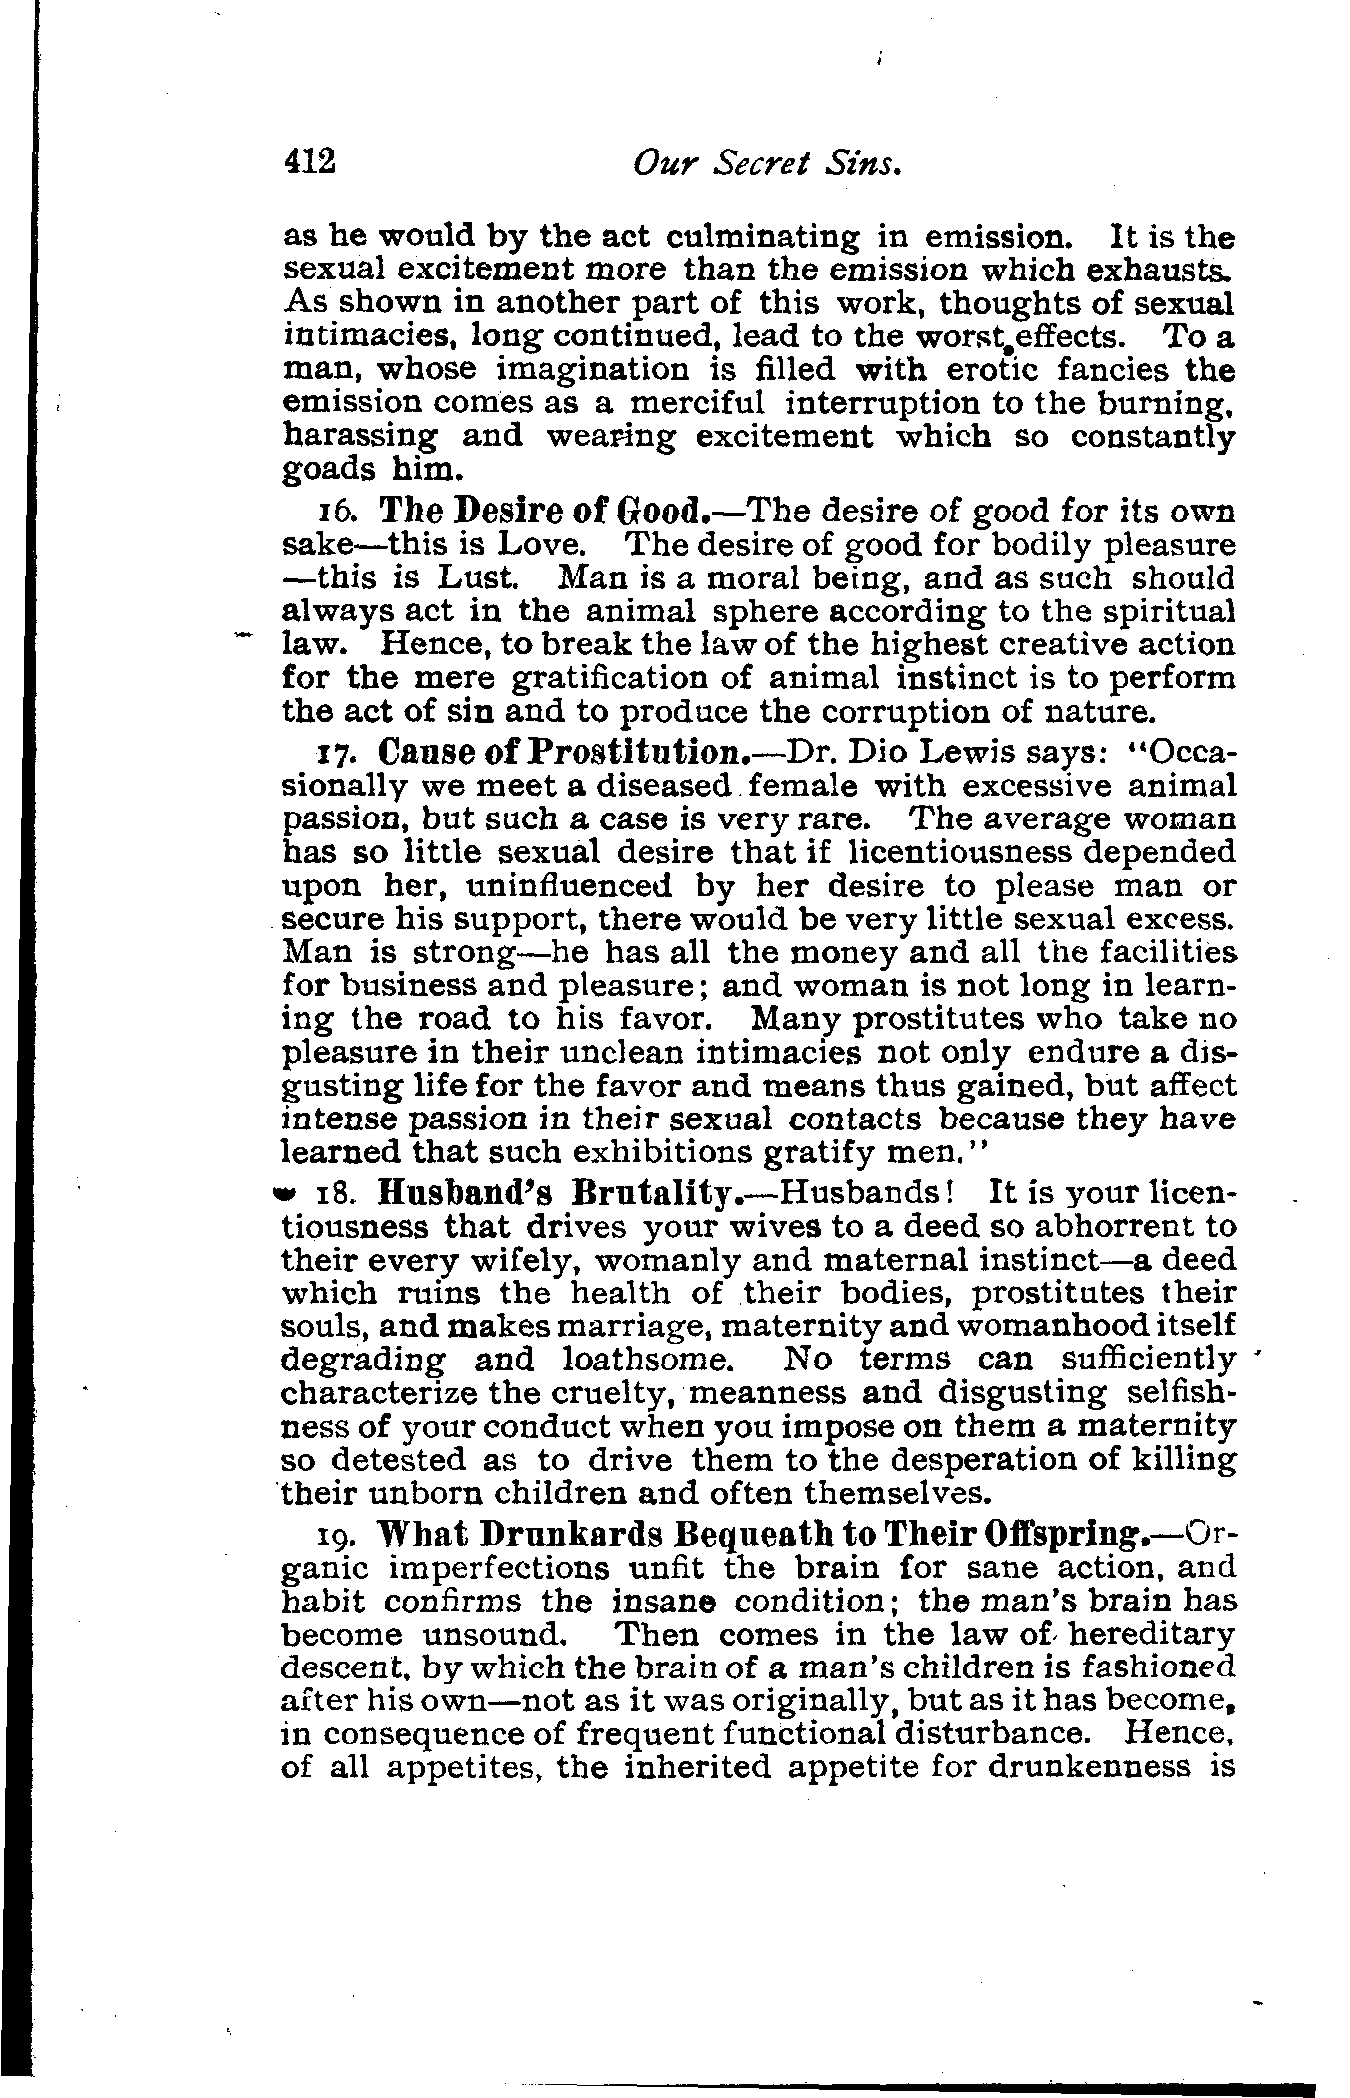 412 Our Secret Sins.
as he would by the act culminating in emission. It is the
sexual excitement more than the emission which exhausts.
As shown in another part of this work, thoughts of sexual
intimacies, long continued, lead to the worst effects. To a
man, whose imagination is filled with erotic fancies the
emission comes as a merciful interruption to the burning,
harassing and wearing excitement which so constantly
goads him.
16. The Desire of Good.—The desire of good for its own
sake—this is Love. The desire of good for bodily pleasure
—this is Lust. Man is a moral being, and as such should
always act in the animal sphere according to the spiritual
law. Hence, to break the law of the highest creative action
for the mere gratification of animal instinct is to perform
the act of sin and to produce the corruption of nature.
17. Cause of Prostitution.—Dr. Dio Lewis says: "Occa-
sionally we meet a diseased female with excessive animal
passion, but such a case is very rare. The average woman
has so little sexual desire that if licentiousness depended
upon her, uninfluenced by her desire to please man or
secure his support, there would be very little sexual excess.
Man is strong—he has all the money and all the facilities
for business and pleasure; and woman is not long in learn-
ing the road to his favor. Many prostitutes who take no
pleasure in their unclean intimacies not only endure a dis-
gusting life for the favor and means thus gained, but affect
intense passion in their sexual contacts because they have
learned that such exhibitions gratify men."
18. Husband's Brutality.—Husbands! It is your licen-
tiousness that drives your wives to a deed so abhorrent to
their every wifely, womanly and maternal instinct—a deed
which ruins the health of their bodies, prostitutes their
souls, and makes marriage, maternity and womanhood itself
degrading and loathsome. No terms can sufficiently
characterize the cruelty, meanness and disgusting selfish-
ness of your conduct when you impose on them a maternity
so detested as to drive them to the desperation of killing
their unborn children and often themselves.
19. What Drunkards Bequeath to Their Offspring.—Or-
ganic imperfections unfit the brain for sane action, and
habit confirms the insane condition; the man's brain has
become unsound. Then comes in the law of hereditary
descent, by which the brain of a man's children is fashioned
after his own—not as it was originally, but as it has become,
in consequence of frequent functional disturbance. Hence,
of all appetites, the inherited appetite for drunkenness is